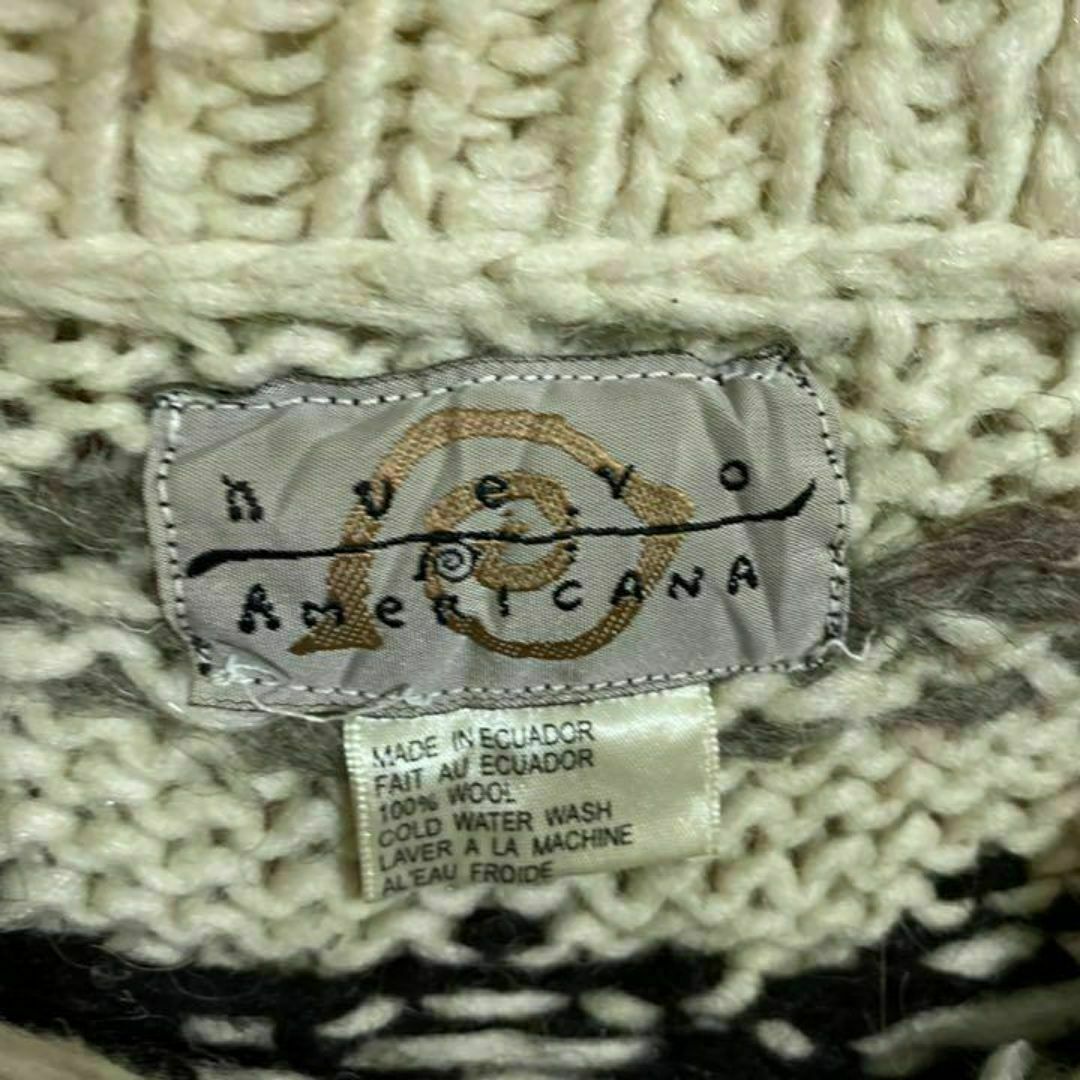 nuevo
AMeRICANA
MADE IN ECUADOR
FAIT AU ECUADOR
100% WOOL
COLD WATER WASH
LAVER A LA MACHINE
AL'EAU FROIDE